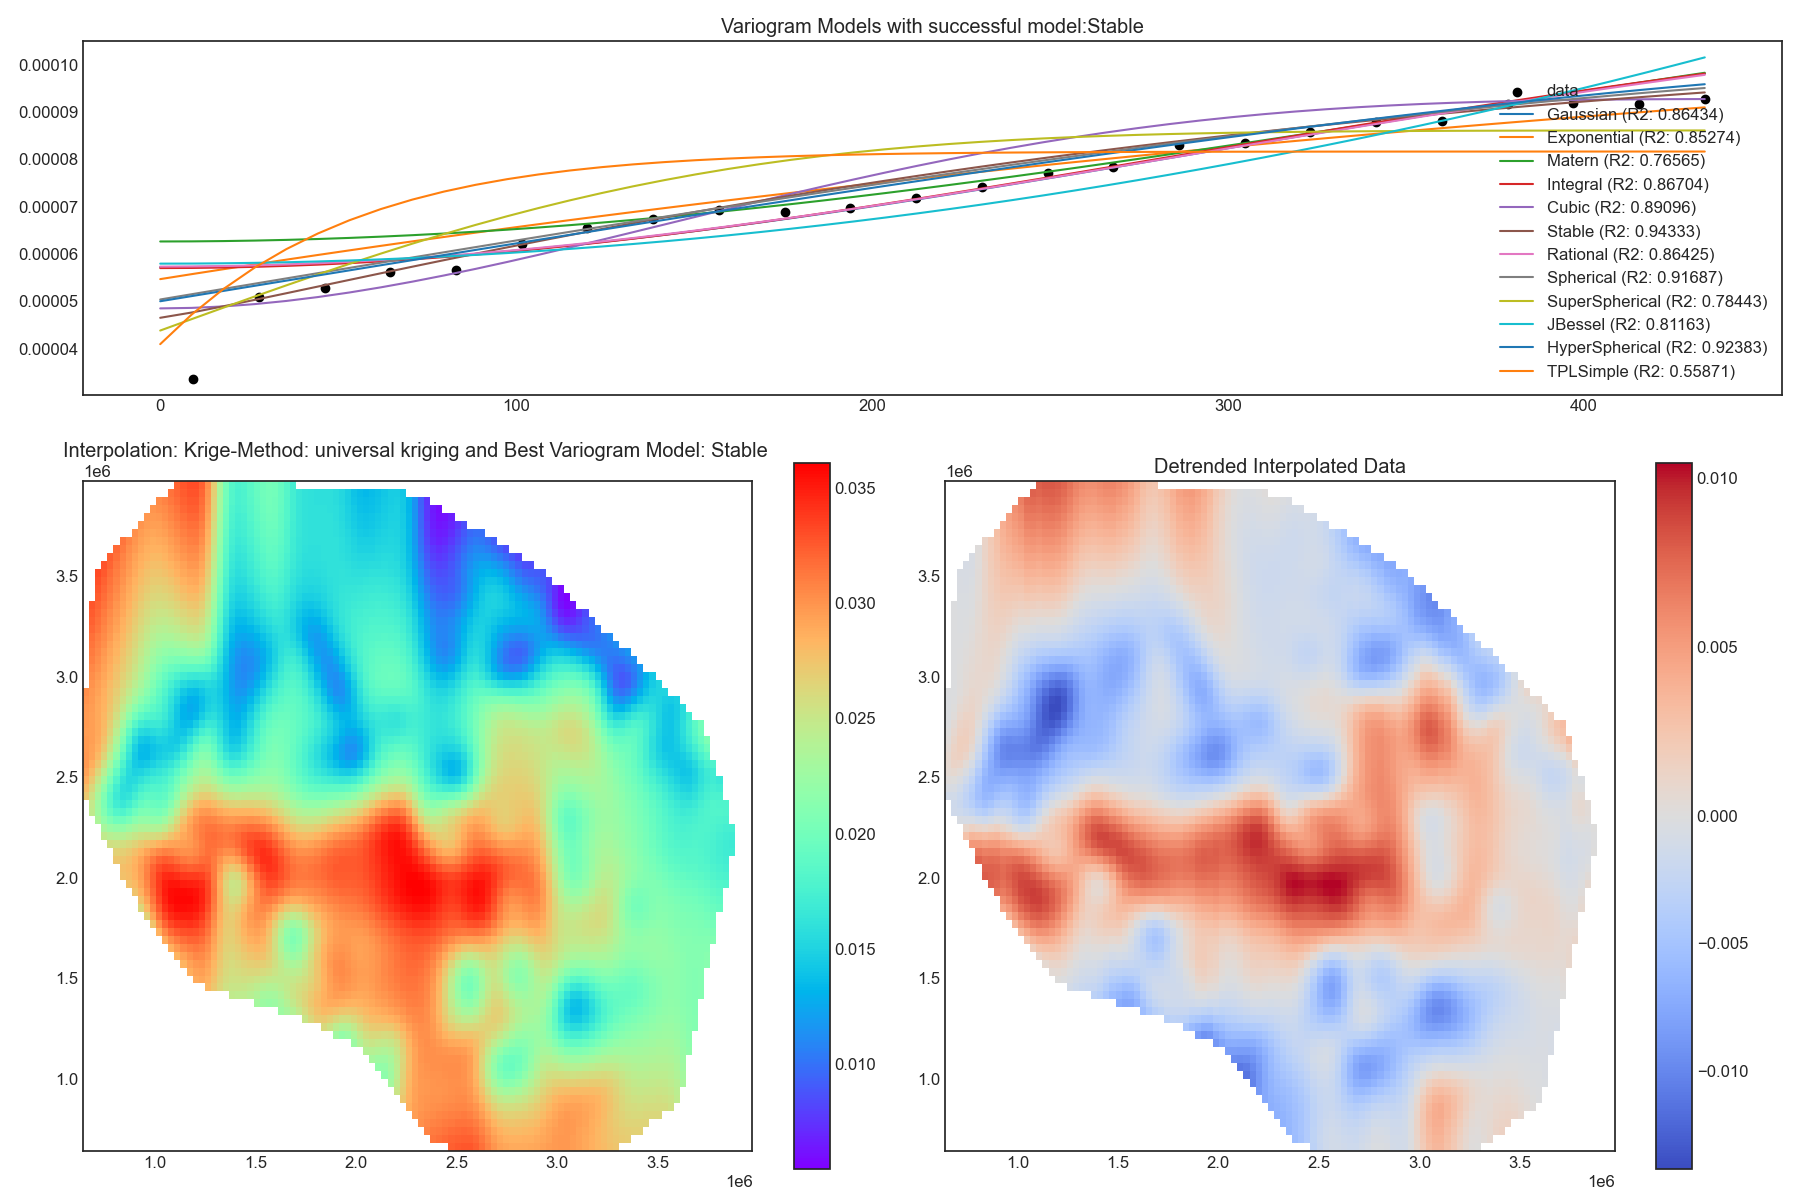 Variogram Models with successful model:Stable
0.00010
0.00009
0.00008
0.00007
0.00006
0.00005
0.00004
0
100
200
300
400
data
Gaussian (R2: 0.86434)
Exponential (R2: 0.85274)
Matern (R2: 0.76565)
Integral (R2: 0.86704)
Cubic (R2: 0.89096)
Stable (R2: 0.94333)
Rational (R2: 0.86425)
Spherical (R2: 0.91687)
SuperSpherical (R2: 0.78443)
JBessel (R2: 0.81163)
HyperSpherical (R2: 0.92383)
TPLSimple (R2: 0.55871)
Interpolation: Krige-Method: universal kriging and Best Variogram Model: Stable
1e6
3.5
3.0
2.5
2.0
1.5
1.0
1.0
1.5
2.0
2.5
3.0
3.5
1e6
0.035
0.030
0.025
0.020
0.015
0.010
Detrended Interpolated Data
1e6
3.5
3.0
2.5
2.0
1.5
1.0
1.0
1.5
2.0
2.5
3.0
3.5
1e6
0.010
0.005
0.000
−0.005
−0.010